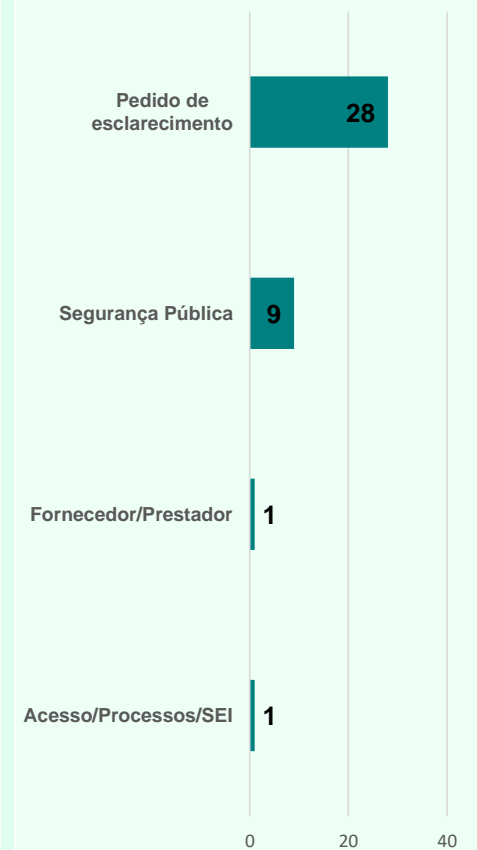 Pedido de
esclarecimento
28
Segurança Pública
9
Fornecedor/Prestador
1
Acesso/Processos/SEI
1
0 20 40